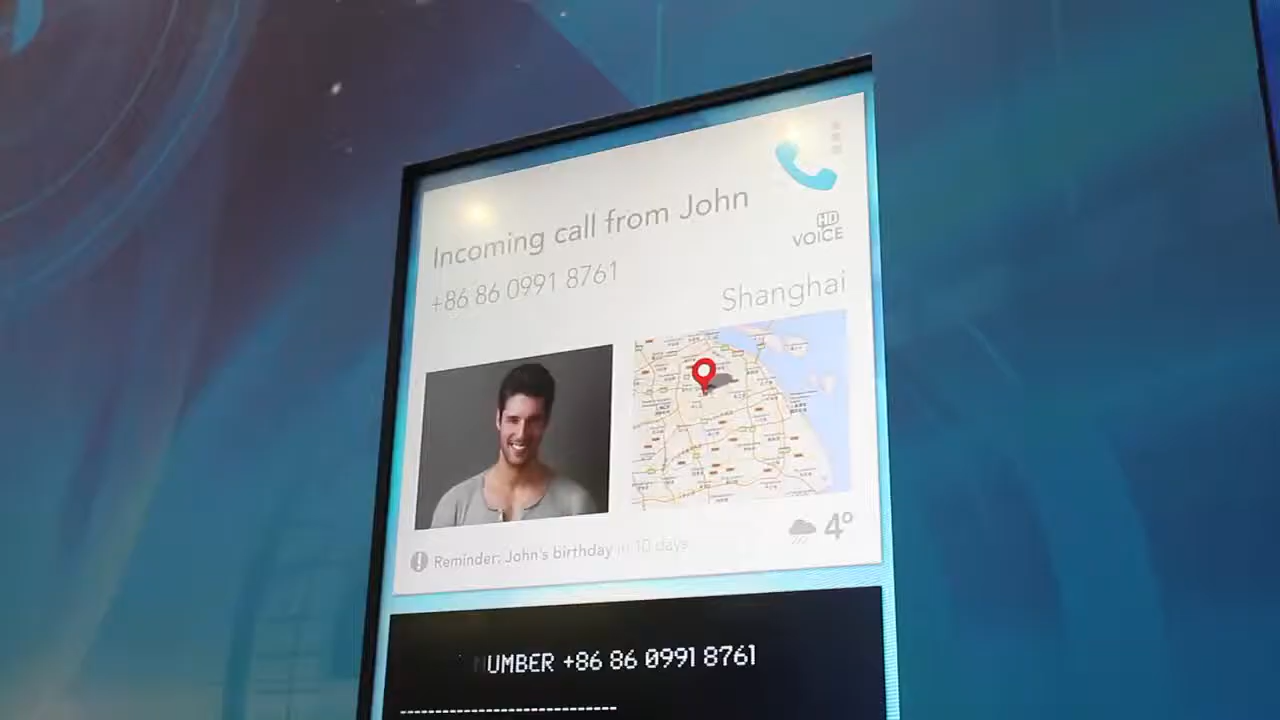 Incoming call from John
+86 86 0991 8761
HD
VOICE
Shanghai
Reminder: John's birthday in 10 days
4°
NUMBER +86 86 0991 8761